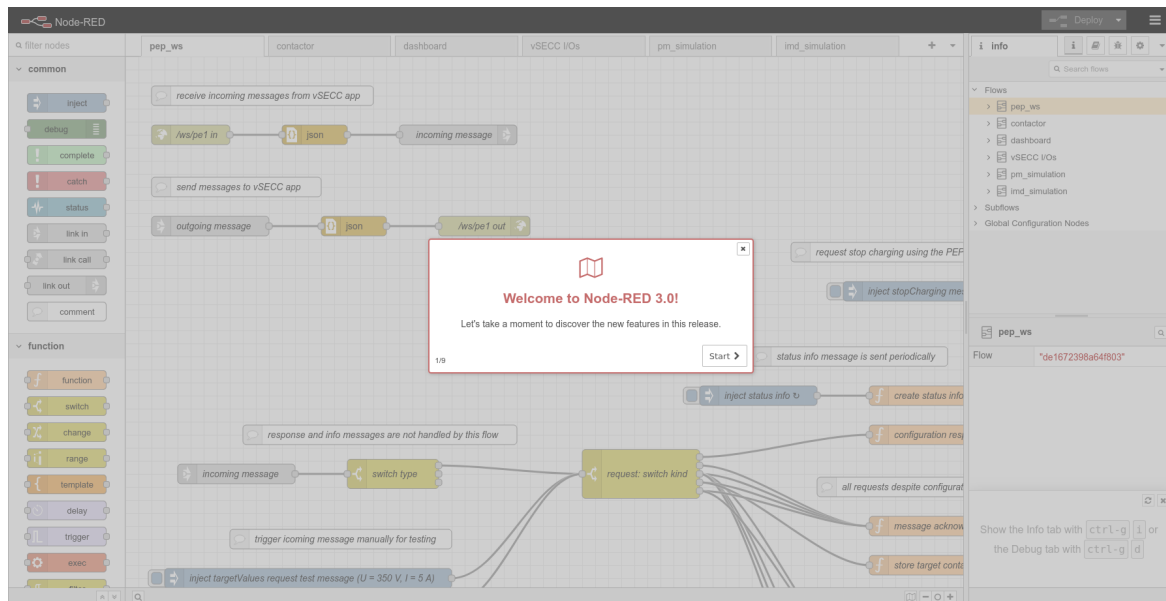 Node-RED
Deploy
filter nodes
pep_ws
contactor
dashboard
vSECC I/Os
pm_simulation
imd_simulation
info
Search flows
common
inject
debug
complete
catch
status
link in
link call
link out
comment
function
function
switch
change
range
template
delay
trigger
exec
receive incoming messages from vSECC app
/ws/pe1 in
json
incoming message
send messages to vSECC app
outgoing message
json
/ws/pe1 out
request stop charging using the PEF
inject stopCharging mes
Welcome to Node-RED 3.0!
Let's take a moment to discover the new features in this release.
1/9
Start
status info message is sent periodically
inject status info ↻
create status info
response and info messages are not handled by this flow
configuration resp
incoming message
switch type
request: switch kind
all requests despite configurat
trigger icoming message manually for testing
message acknow
inject targetValues request test message (U = 350 V, I = 5 A)
store target conta
Flows
pep_ws
contactor
dashboard
vSECC I/Os
pm_simulation
imd_simulation
Subflows
Global Configuration Nodes
pep_ws
Flow "de1672398a64f803"
Show the Info tab with ctrl-g i or
the Debug tab with ctrl-g d